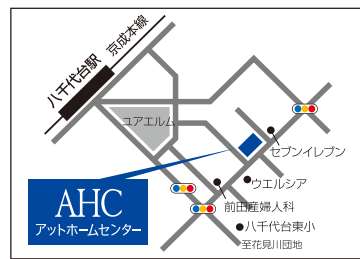 京成本線
八千代台駅
ユアエルム
セブンイレブン
ウエルシア
前田産婦人科
八千代台東小
至花見川団地
AHC
アットホームセンター